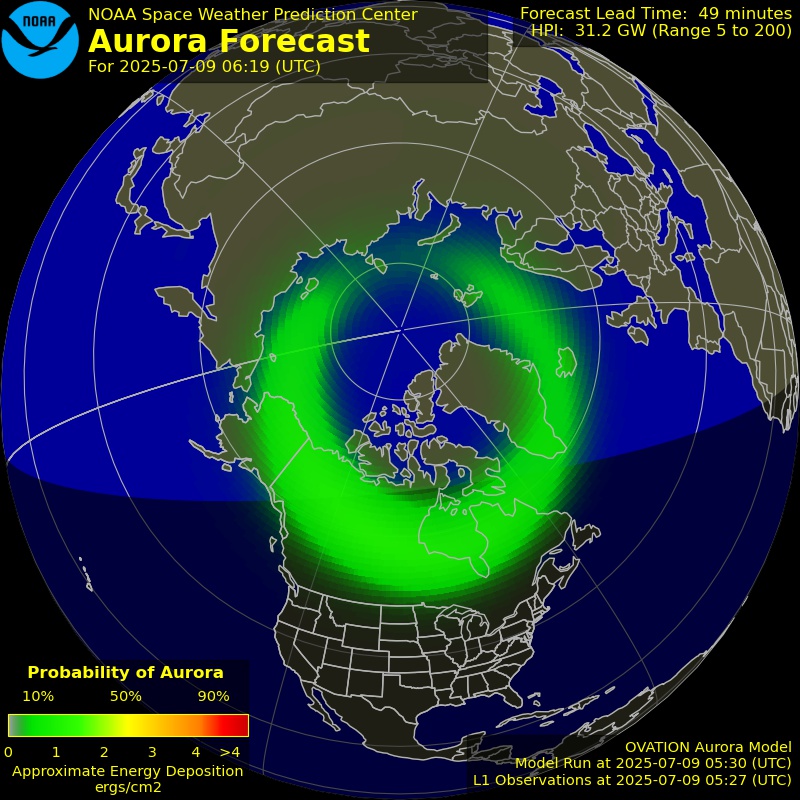 NOAA
NOAA Space Weather Prediction Center
Aurora Forecast
For 2025-07-09 06:19 (UTC)
Forecast Lead Time: 49 minutes
HPI: 31.2 GW (Range 5 to 200)
Probability of Aurora
10% 50% 90%
0 1 2 3 4 >4
Approximate Energy Deposition
ergs/cm2
OVATION Aurora Model
Model Run at 2025-07-09 05:30 (UTC)
L1 Observations at 2025-07-09 05:27 (UTC)